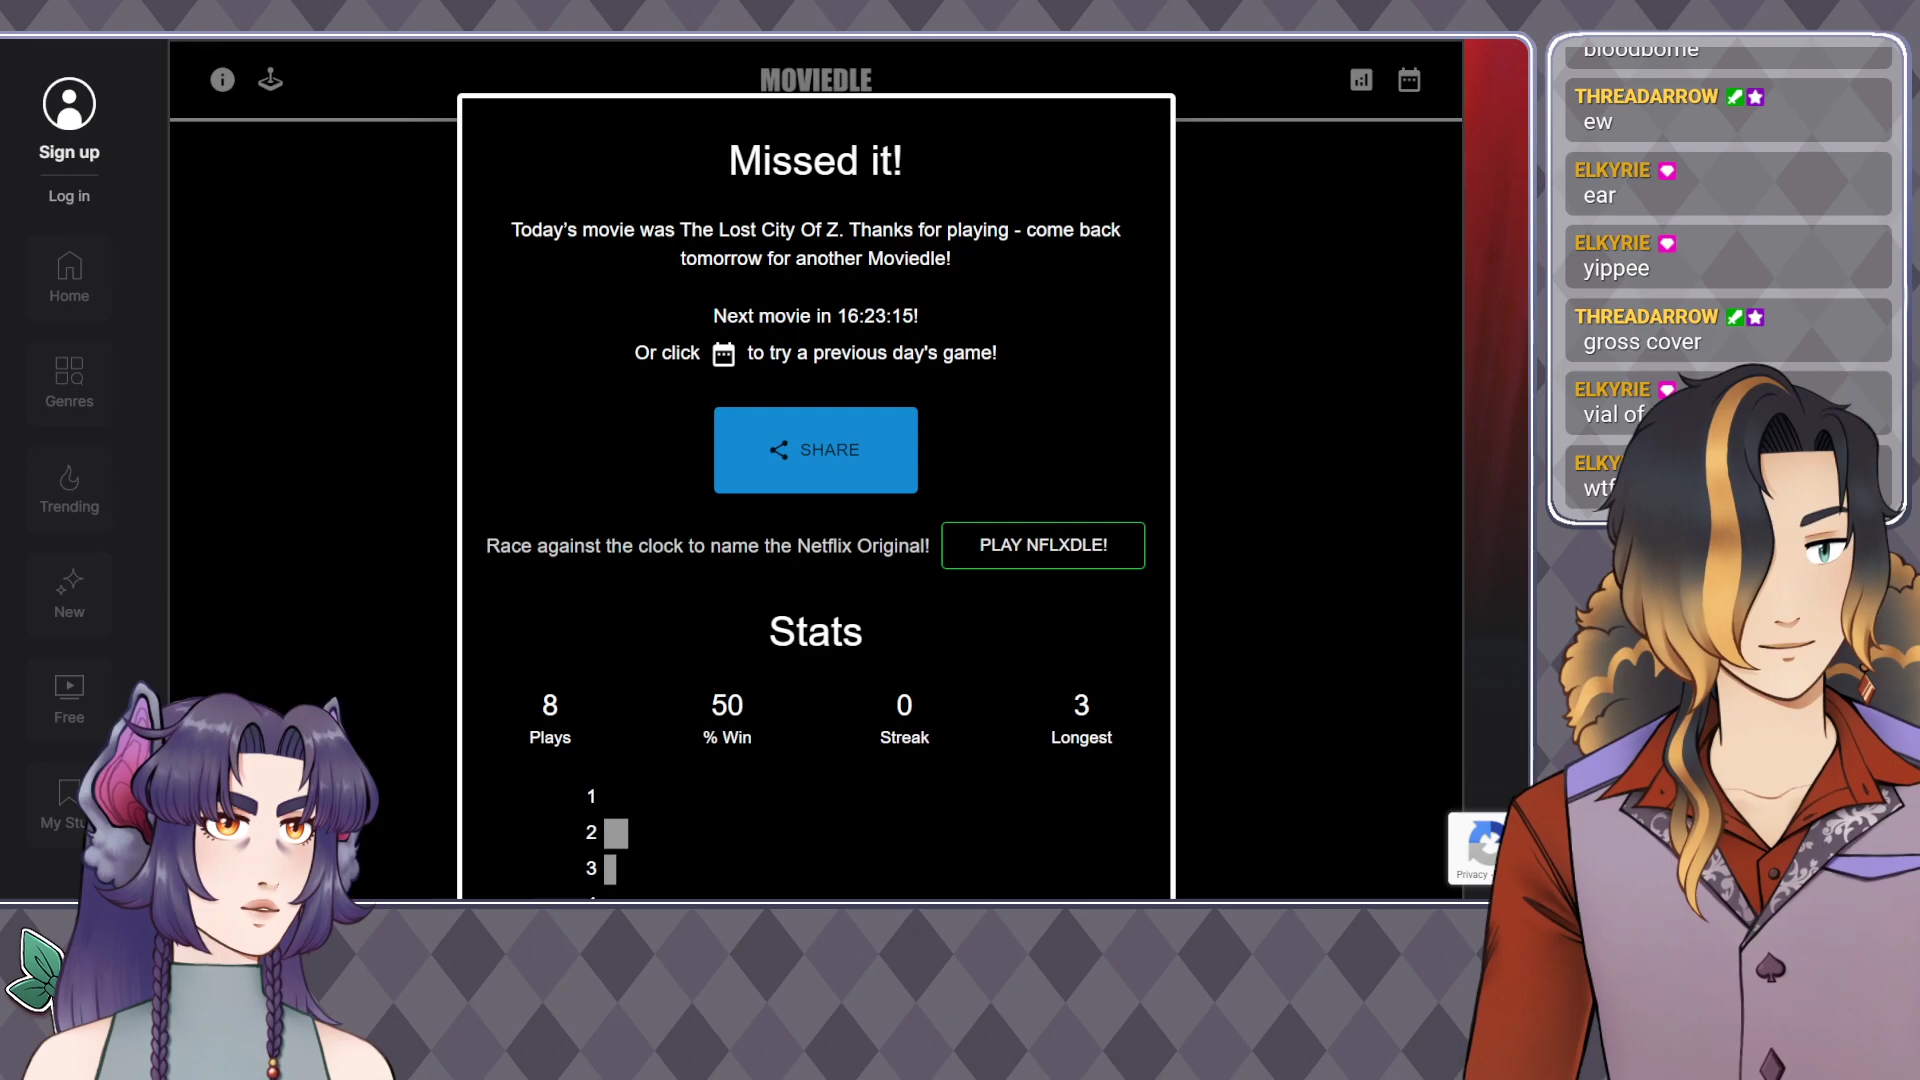 Sign up
Log in
Home
Genres
Trending
New
Free
My Stu
MOVIEDLE
Missed it!
Today's movie was The Lost City Of Z. Thanks for playing - come back
tomorrow for another Moviedle!
Next movie in 16:23:15!
Or click to try a previous day's game!
SHARE
Race against the clock to name the Netflix Original!
PLAY NFLXDLE!
Stats
8 50 0 3
Plays % Win Streak Longest
1
2
3
Privacy
bloodborne
THREADARROW
ew
ELKYRIE
ear
ELKYRIE
yippee
THREADARROW
gross cover
ELKYRIE
vial of
ELKY
wtf